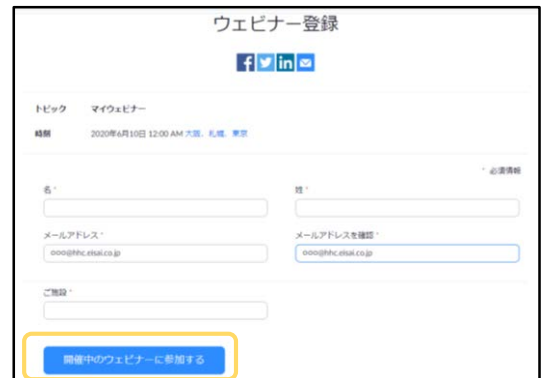 ウェビナー登録
トピック マイウェビナー
時刻 2020年6月10日 12:00 AM 大阪、札幌、東京
* 必須情報
名 * 姓 *
メールアドレス * メールアドレスを確認 *
ooo@hhc.eisai.co.jp ooo@hhc.eisai.co.jp
ご施設 *
開催中のウェビナーに参加する